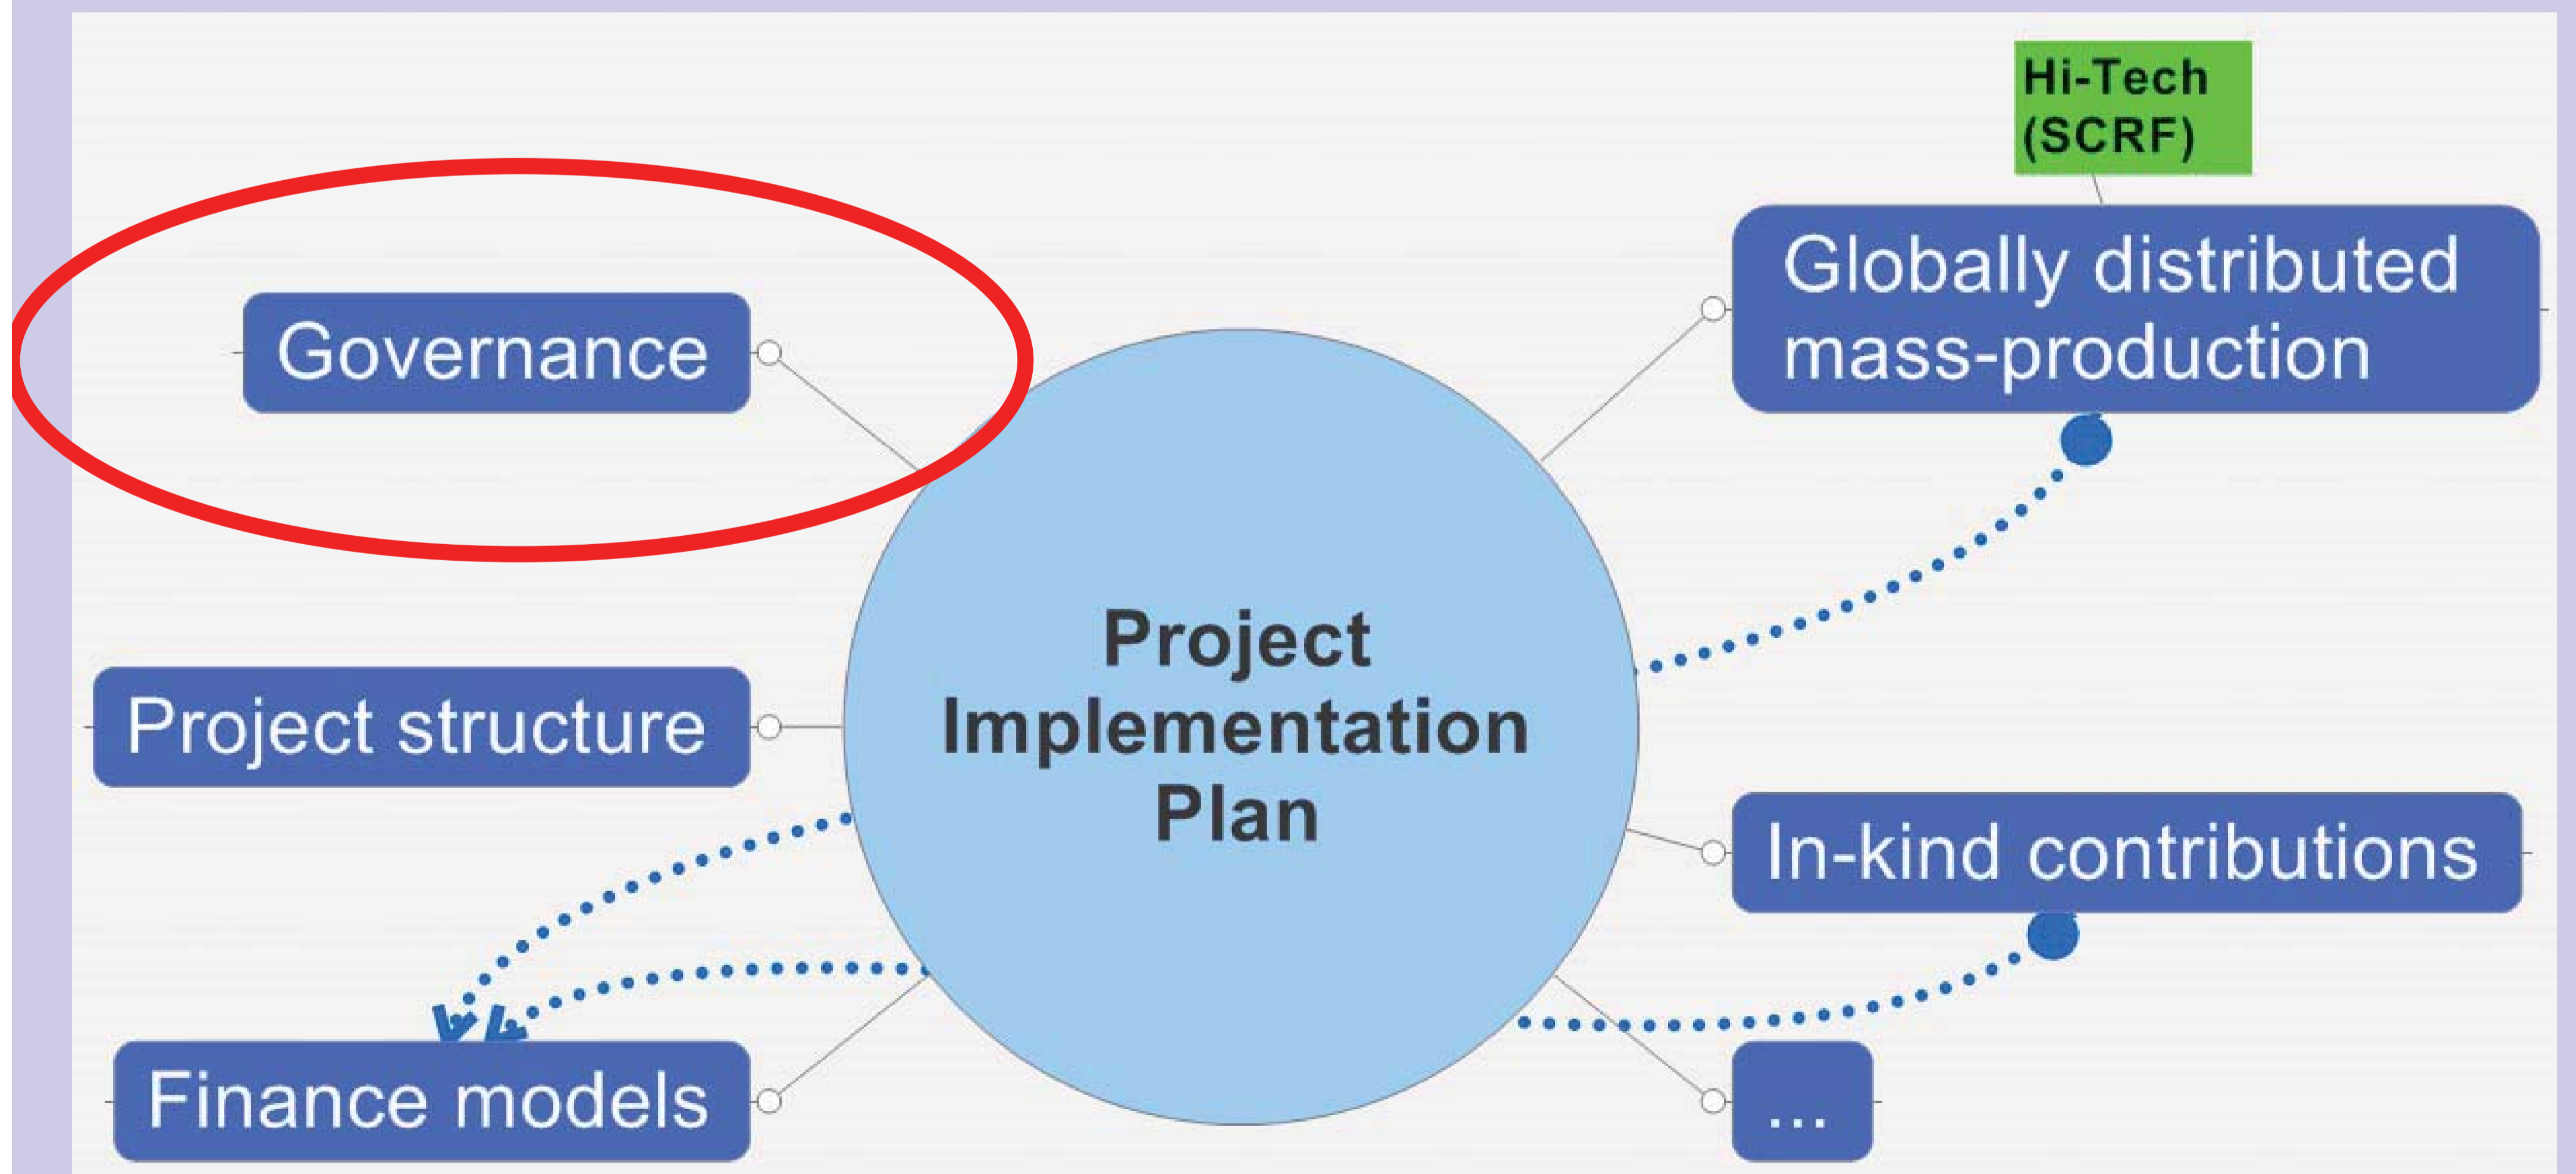 Hi-Tech
(SCRF)
Governance
Globally distributed
mass-production
Project
Implementation
Plan
Project structure
In-kind contributions
Finance models
...